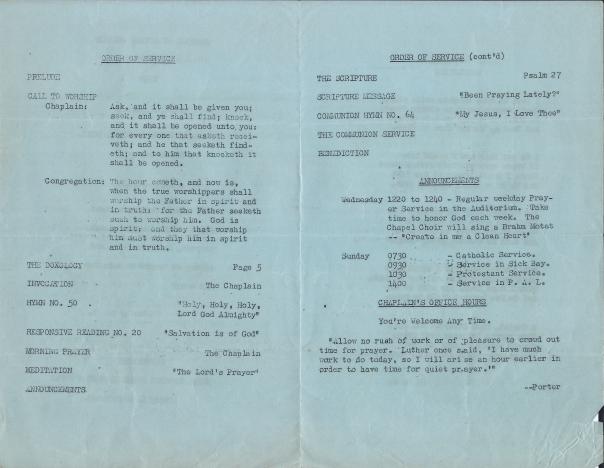 ORDER OF SERVICE
PRELUDE
CALL TO WORSHIP
Chaplain: Ask, and it shall be given you;
seek, and ye shall find; knock,
and it shall be opened unto you:
for every one that asketh recei-
veth; and he that seeketh find-
eth; and to him that knocketh it
shall be opened.
Congregation: The hour cometh, and now is,
when the true worshippers shall
worship the Father in spirit and
in truth: for the Father seeketh
such to worship him. God is
spirit: and they that worship
him must worship him in spirit
and in truth.
THE DOXOLOGY Page 5
INVOCATION The Chaplain
HYMN NO. 50 "Holy, Holy, Holy,
Lord God Almighty"
RESPONSIVE READING NO. 20 "Salvation is of God"
MORNING PRAYER The Chaplain
MEDITATION "The Lord's Prayer"
ANNOUNCEMENTS
ORDER OF SERVICE (cont'd)
THE SCRIPTURE Psalm 27
SCRIPTURE MESSAGE "Been Praying Lately?"
COMMUNION HYMN NO. 64 "My Jesus, I Love Thee"
THE COMMUNION SERVICE
BENEDICTION
ANNOUNCEMENTS
Wednesday 1220 to 1240 - Regular weekday Pray-
er Service in the Auditorium. Take
time to honor God each week. The
Chapel Choir will sing a Brahm Motet
-- "Create in me a Clean Heart"
Sunday 0730 - Catholic Service.
0930 - Service in Sick Bay.
1030 - Protestant Service.
1400 - Service in P. A. L.
CHAPLAIN'S OFFICE HOURS
You're Welcome Any Time.
"Allow no rush of work or of pleasure to crowd out
time for prayer. Luther once said, 'I have much
work to do today, so I will arise an hour earlier in
order to have time for quiet prayer.'"
--Porter